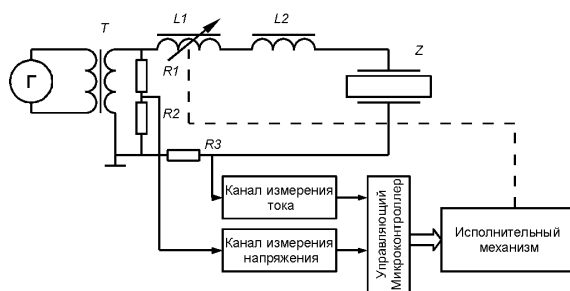 T
L1
L2
Г
R1
Z
R2
R3
Канал измерения
тока
Канал измерения
напряжения
Управляющий
Микроконтроллер
Исполнительный
механизм